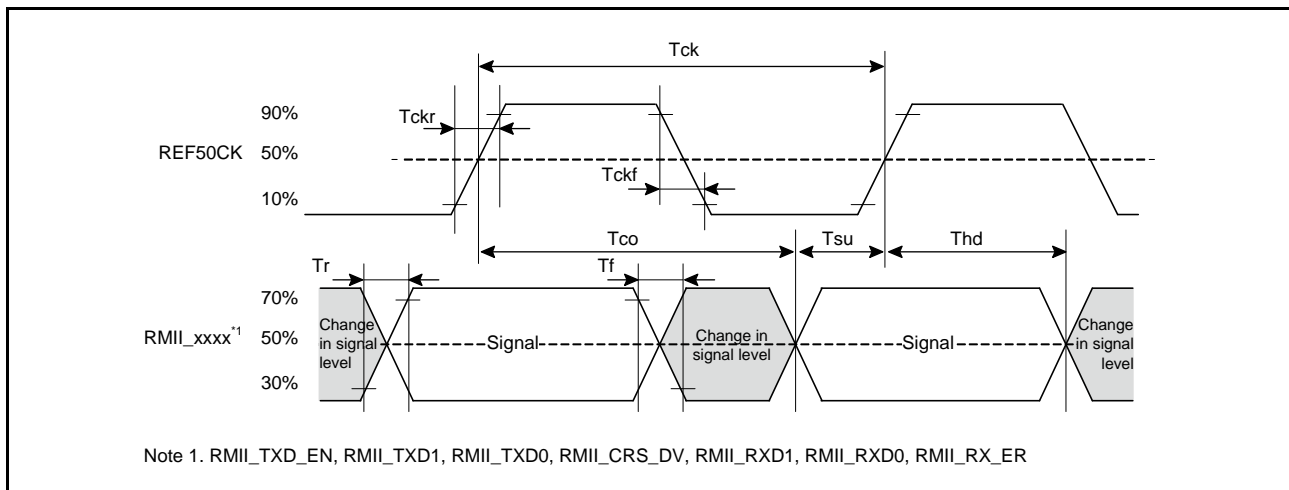 Tck
90%
Tckr
REF50CK 50%
Tckf
10%
Tco Tsu Thd
Tr Tf
70%
Change in signal level
RMII_xxxx*1 50%
Signal
Change in signal level
Signal
Change in signal level
30%
Note 1. RMII_TXD_EN, RMII_TXD1, RMII_TXD0, RMII_CRS_DV, RMII_RXD1, RMII_RXD0, RMII_RX_ER